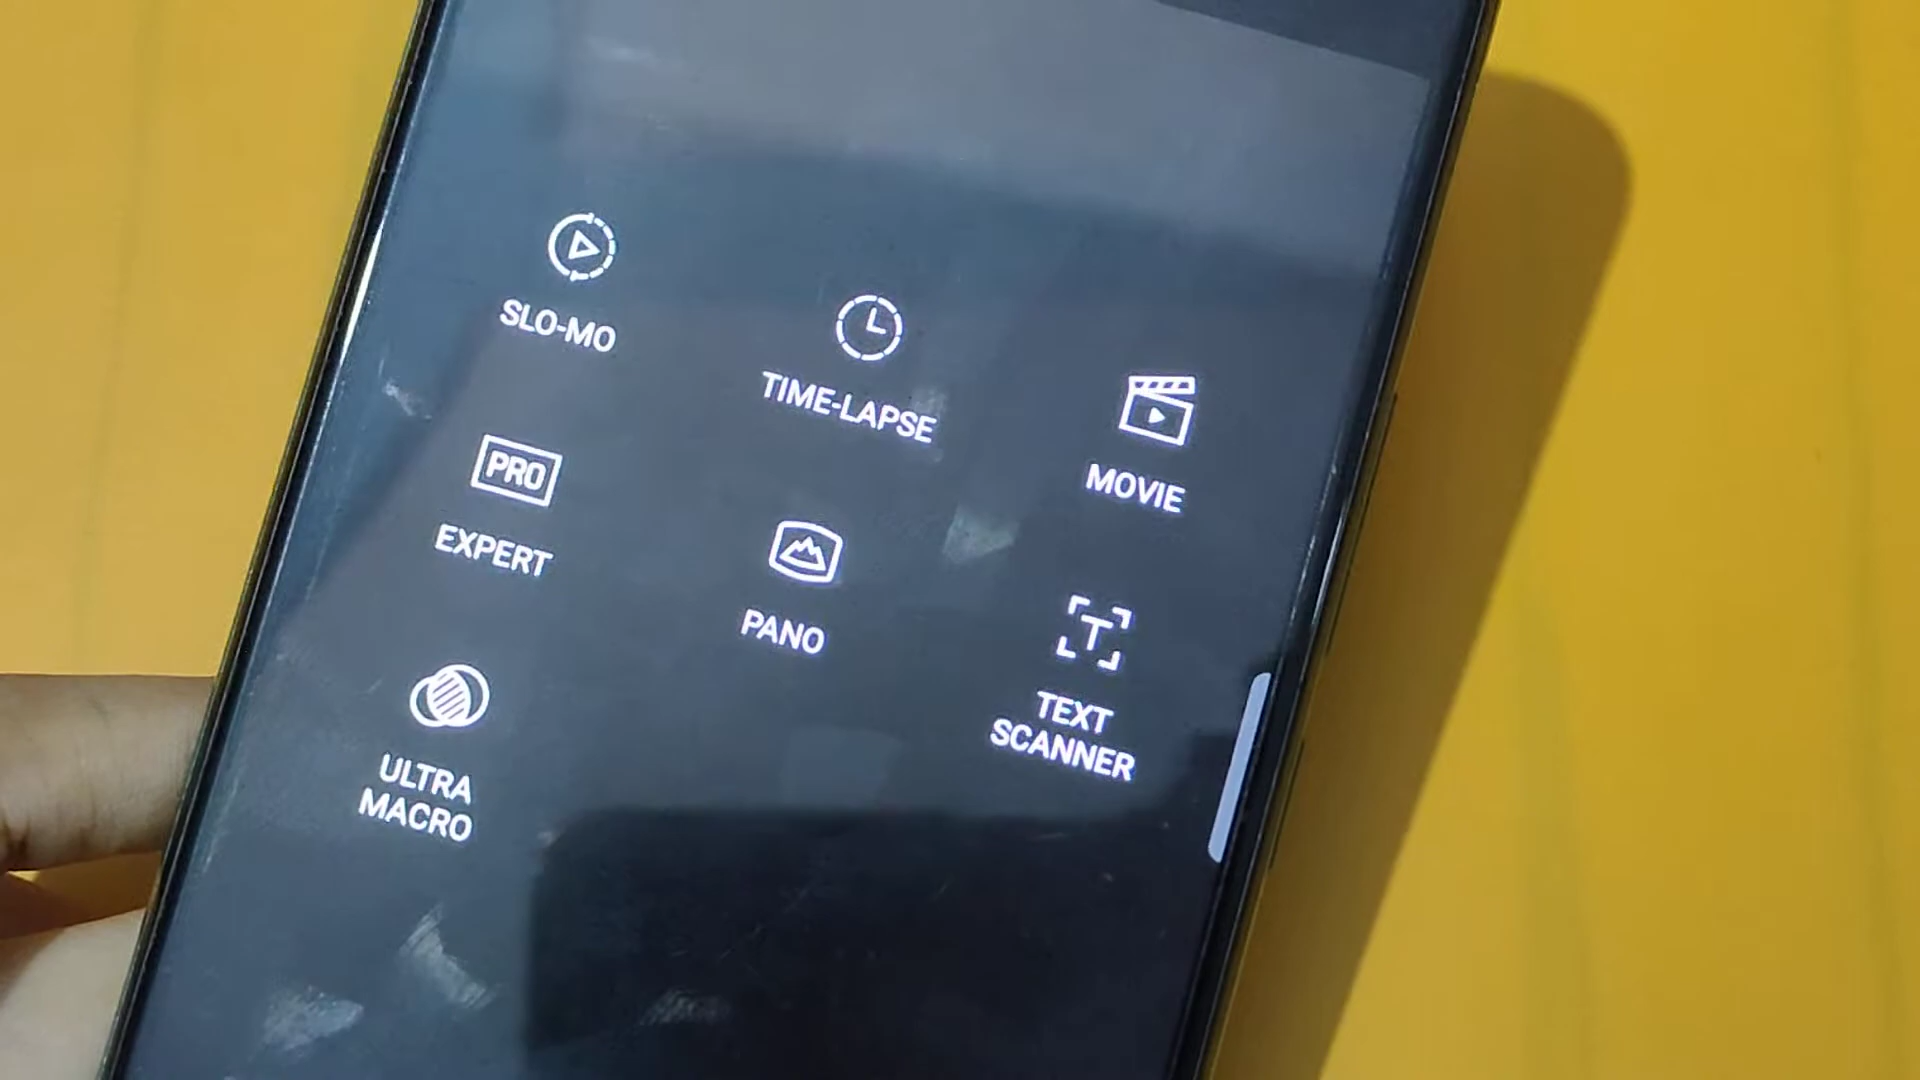 SLO-MO
TIME-LAPSE
MOVIE
PRO
EXPERT
PANO
T
TEXT
SCANNER
ULTRA
MACRO